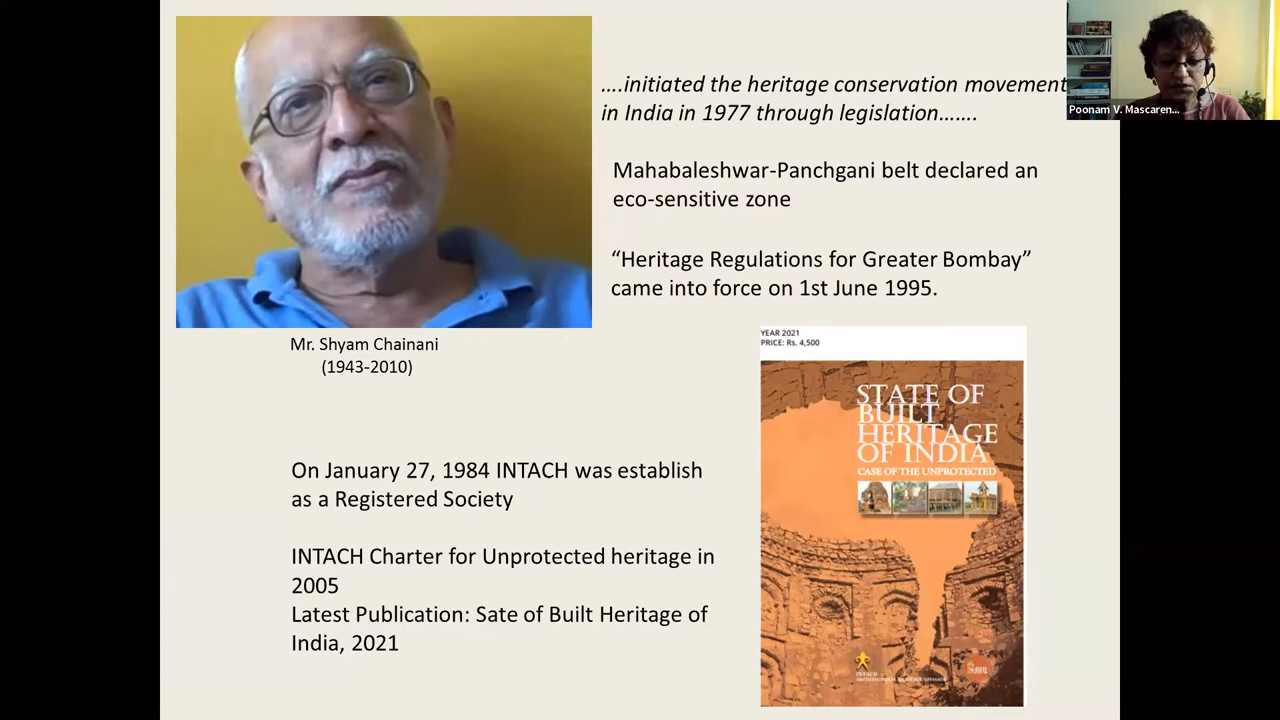 ….initiated the heritage conservation movement
in India in 1977 through legislation…….
Poonam V. Mascaren...
Mahabaleshwar-Panchgani belt declared an
eco-sensitive zone
“Heritage Regulations for Greater Bombay”
came into force on 1st June 1995.
Mr. Shyam Chainani
(1943-2010)
YEAR 2021
PRICE: Rs. 4,500
STATE OF
BUILT
HERITAGE
OF INDIA
CASE OF THE UNPROTECTED
INTACH
On January 27, 1984 INTACH was establish
as a Registered Society
INTACH Charter for Unprotected heritage in
2005
Latest Publication: Sate of Built Heritage of
India, 2021